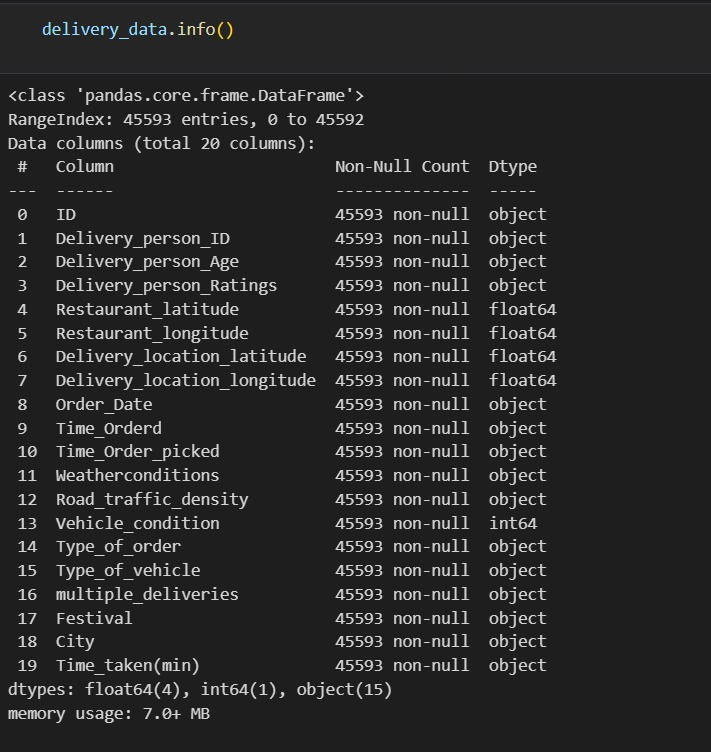 delivery_data.info()
<class 'pandas.core.frame.DataFrame'>
RangeIndex: 45593 entries, 0 to 45592
Data columns (total 20 columns):
 #   Column                       Non-Null Count  Dtype
---  ------                       --------------  -----
 0   ID                           45593 non-null  object
 1   Delivery_person_ID           45593 non-null  object
 2   Delivery_person_Age          45593 non-null  object
 3   Delivery_person_Ratings      45593 non-null  object
 4   Restaurant_latitude          45593 non-null  float64
 5   Restaurant_longitude         45593 non-null  float64
 6   Delivery_location_latitude   45593 non-null  float64
 7   Delivery_location_longitude  45593 non-null  float64
 8   Order_Date                   45593 non-null  object
 9   Time_Orderd                  45593 non-null  object
 10  Time_Order_picked            45593 non-null  object
 11  Weatherconditions            45593 non-null  object
 12  Road_traffic_density         45593 non-null  object
 13  Vehicle_condition            45593 non-null  int64
 14  Type_of_order                45593 non-null  object
 15  Type_of_vehicle              45593 non-null  object
 16  multiple_deliveries          45593 non-null  object
 17  Festival                     45593 non-null  object
 18  City                         45593 non-null  object
 19  Time_taken(min)              45593 non-null  object
dtypes: float64(4), int64(1), object(15)
memory usage: 7.0+ MB